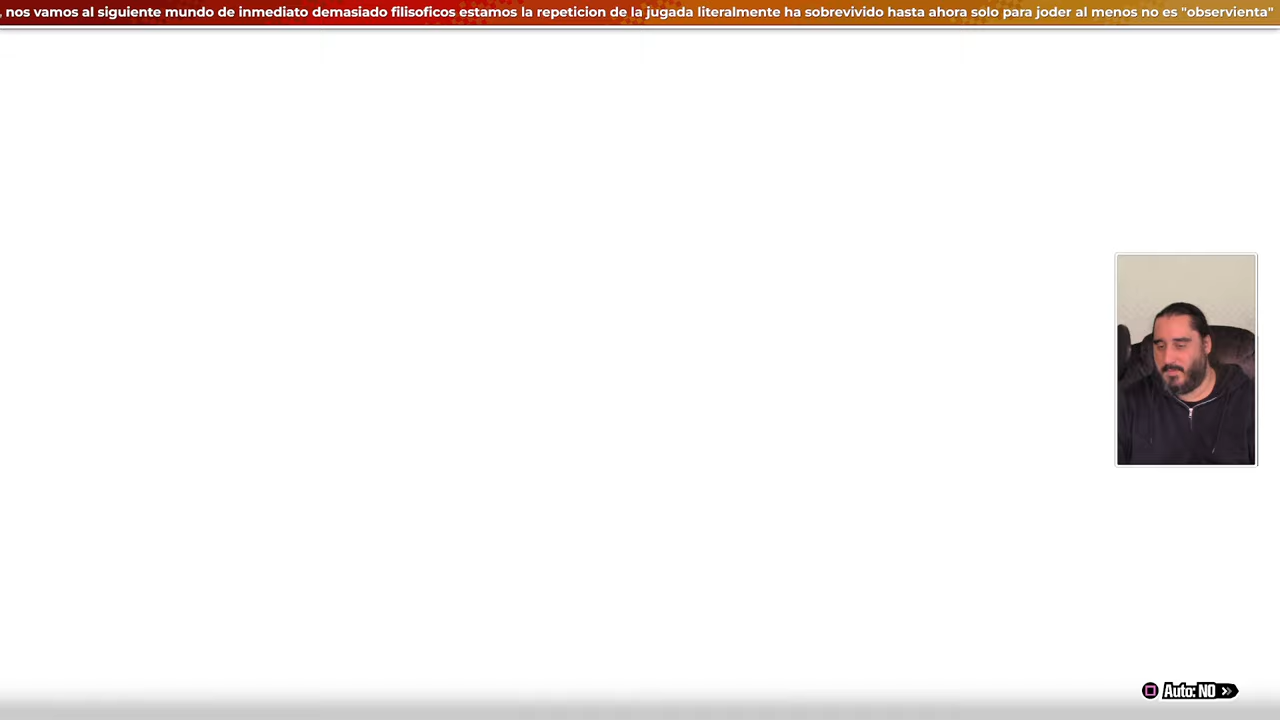 , nos vamos al siguiente mundo de inmediato demasiado filisoficos estamos la repeticion de la jugada literalmente ha sobrevivido hasta ahora solo para joder al menos no es "observienta"
Auto: NO